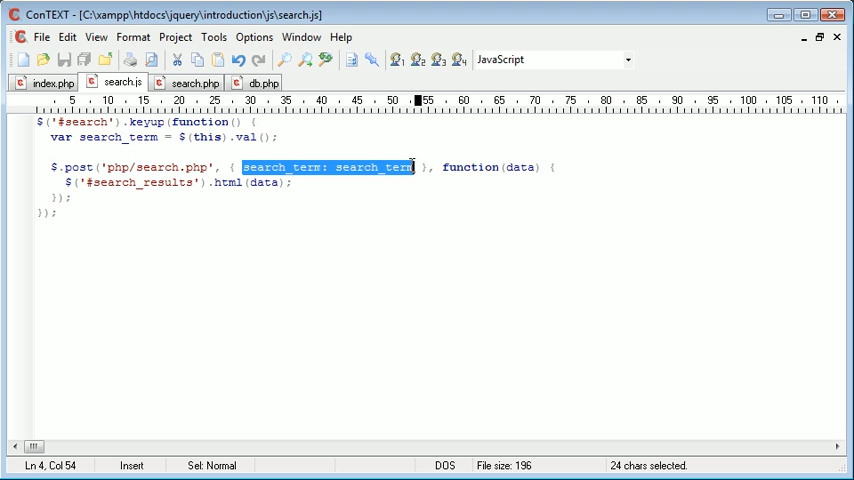 ConTEXT - [C:\xampp\htdocs\jquery\introduction\js\search.js]
File Edit View Format Project Tools Options Window Help
1 2 3 4 JavaScript
index.php search.js search.php db.php
5 10 15 20 25 30 35 40 45 50 55 60 65 70 75 80 85 90 95 100 105 110
$('#search').keyup(function() {
var search_term = $(this).val();
$.post('php/search.php', { search_term: search_term }, function(data) {
$('#search_results').html(data);
});
});
Ln 4, Col 54 Insert Sel: Normal DOS File size: 196 24 chars selected.